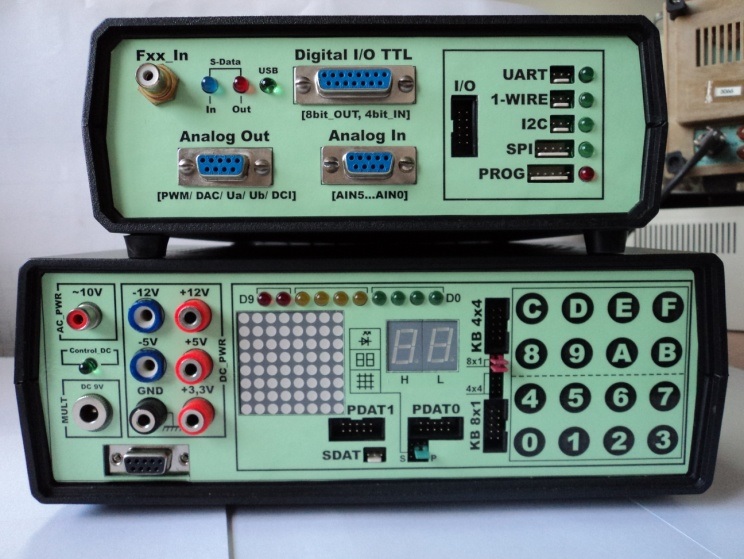 Fxx_In
S-Data
USB
In
Out
Digital I/O TTL
[8bit_OUT, 4bit_IN]
Analog Out
[PWM/ DAC/ Ua/ Ub/ DCI]
Analog In
[AIN5...AIN0]
I/O
UART
1-WIRE
I2C
SPI
PROG
~10V
AC_PWR
Control_DC
DC 9V
MULT
-12V
+12V
-5V
+5V
GND
+3,3V
DC_PWR
D9
D0
H
L
PDAT1
PDAT0
SDAT
S
P
KB 4x4
8x1
4x4
KB 8x1
C D E F
8 9 A B
4 5 6 7
0 1 2 3